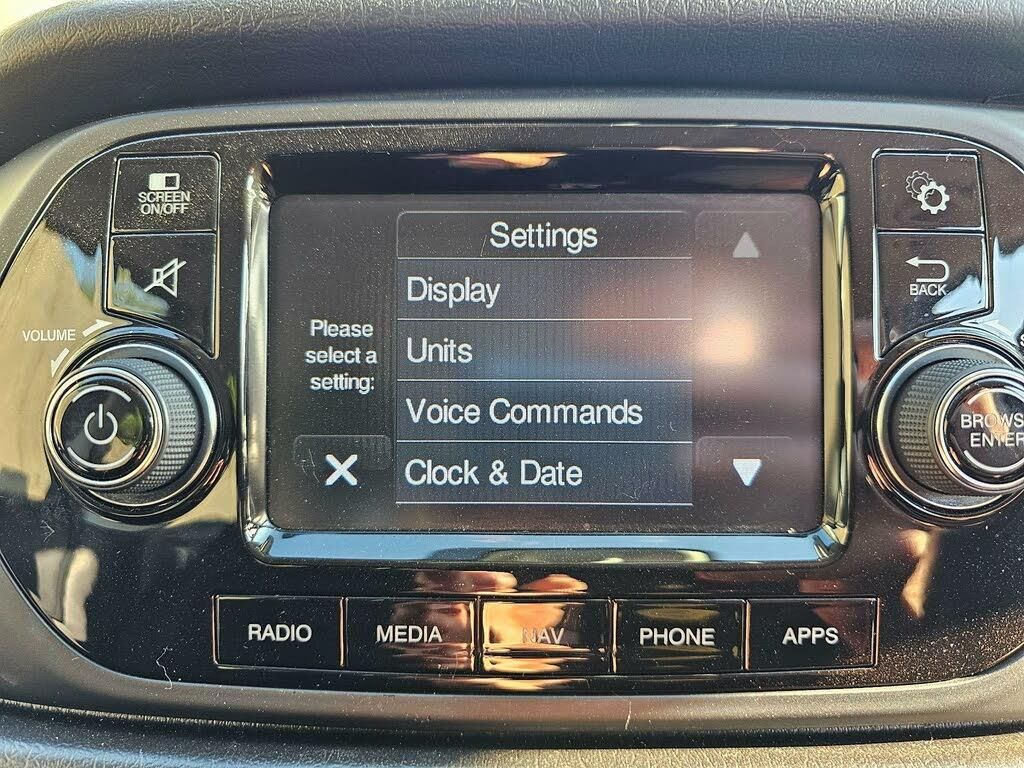 SCREEN
ON/OFF
VOLUME
Settings
Please
select a
setting:
Display
Units
Voice Commands
Clock & Date
BACK
ENTER
RADIO
MEDIA
NAV
PHONE
APPS